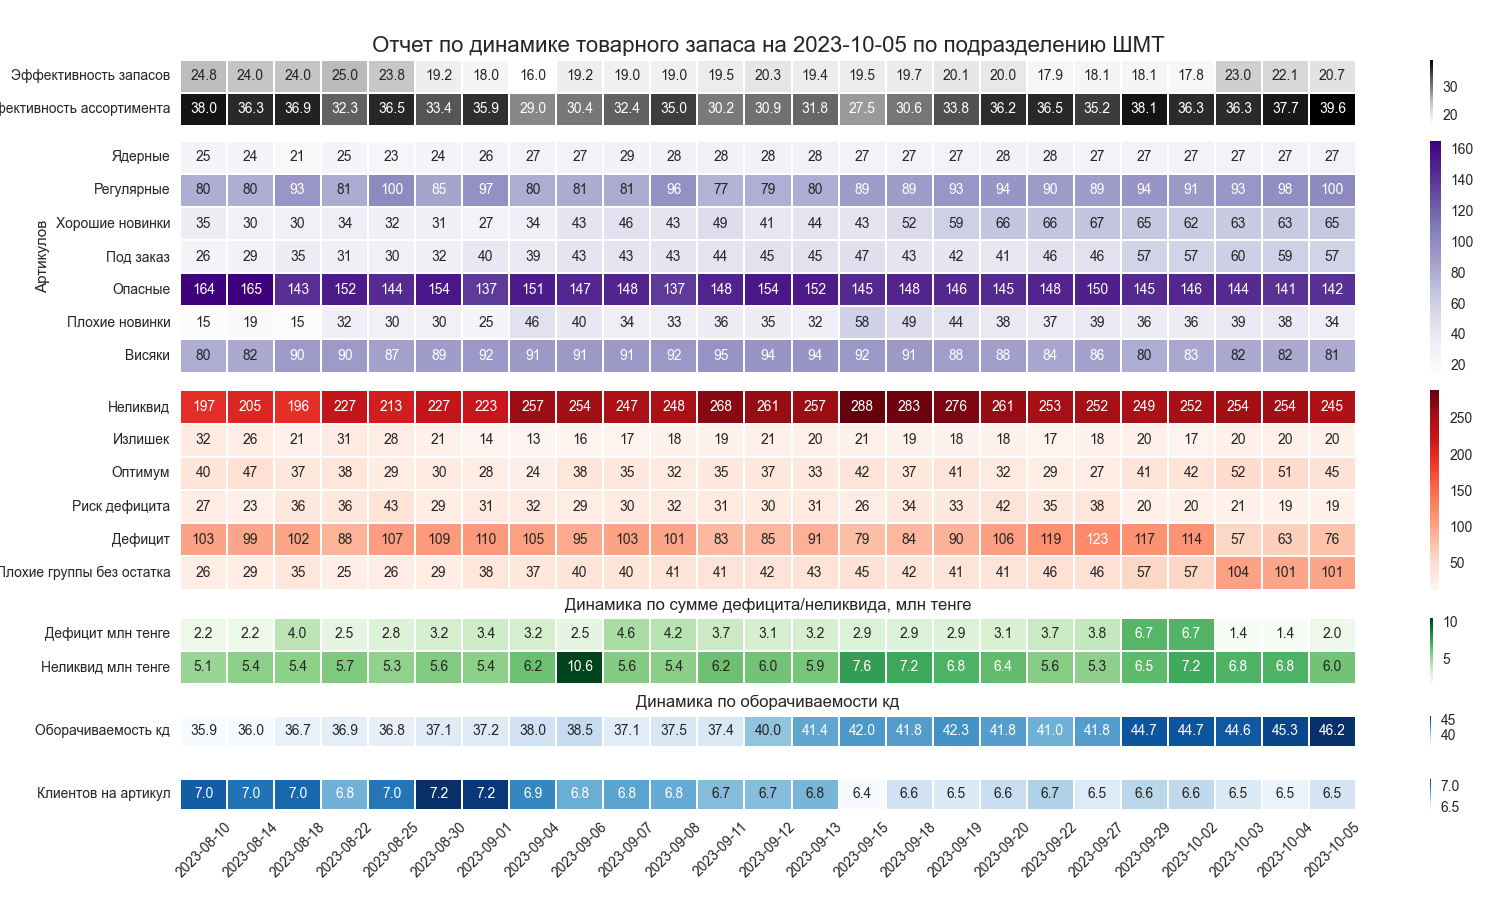 Отчет по динамике товарного запаса на 2023-10-05 по подразделению ШМТ
Эффективность запасов 24.8 24.0 24.0 25.0 23.8 19.2 18.0 16.0 19.2 19.0 19.0 19.5 20.3 19.4 19.5 19.7 20.1 20.0 17.9 18.1 18.1 17.8 23.0 22.1 20.7
фективность ассортимента 38.0 36.3 36.9 32.3 36.5 33.4 35.9 29.0 30.4 32.4 35.0 30.2 30.9 31.8 27.5 30.6 33.8 36.2 36.5 35.2 38.1 36.3 36.3 37.7 39.6
30
20
Артикулов
Ядерные 25 24 21 25 23 24 26 27 27 29 28 28 28 28 27 27 27 28 28 27 27 27 27 27 27
Регулярные 80 80 93 81 100 85 97 80 81 81 96 77 79 80 89 89 93 94 90 89 94 91 93 98 100
Хорошие новинки 35 30 30 34 32 31 27 34 43 46 43 49 41 44 43 52 59 66 66 67 65 62 63 63 65
Под заказ 26 29 35 31 30 32 40 39 43 43 43 44 45 45 47 43 42 41 46 46 57 57 60 59 57
Опасные 164 165 143 152 144 154 137 151 147 148 137 148 154 152 145 148 146 145 148 150 145 146 144 141 142
Плохие новинки 15 19 15 32 30 30 25 46 40 34 33 36 35 32 58 49 44 38 37 39 36 36 39 38 34
Висяки 80 82 90 90 87 89 92 91 91 91 92 95 94 94 92 91 88 88 84 86 80 83 82 82 81
160
140
120
100
80
60
40
20
Неликвид 197 205 196 227 213 227 223 257 254 247 248 268 261 257 288 283 276 261 253 252 249 252 254 254 245
Излишек 32 26 21 31 28 21 14 13 16 17 18 19 21 20 21 19 18 18 17 18 20 17 20 20 20
Оптимум 40 47 37 38 29 30 28 24 38 35 32 35 37 33 42 37 41 32 29 27 41 42 52 51 45
Риск дефицита 27 23 36 36 43 29 31 32 29 30 32 31 30 31 26 34 33 42 35 38 20 20 21 19 19
Дефицит 103 99 102 88 107 109 110 105 95 103 101 83 85 91 79 84 90 106 119 123 117 114 57 63 76
Плохие группы без остатка 26 29 35 25 26 29 38 37 40 40 41 41 42 43 45 42 41 41 46 46 57 57 104 101 101
250
200
150
100
50
Динамика по сумме дефицита/неликвида, млн тенге
Дефицит млн тенге 2.2 2.2 4.0 2.5 2.8 3.2 3.4 3.2 2.5 4.6 4.2 3.7 3.1 3.2 2.9 2.9 2.9 3.1 3.7 3.8 6.7 6.7 1.4 1.4 2.0
Неликвид млн тенге 5.1 5.4 5.4 5.7 5.3 5.6 5.4 6.2 10.6 5.6 5.4 6.2 6.0 5.9 7.6 7.2 6.8 6.4 5.6 5.3 6.5 7.2 6.8 6.8 6.0
10
5
Динамика по оборачиваемости кд
Оборачиваемость кд 35.9 36.0 36.7 36.9 36.8 37.1 37.2 38.0 38.5 37.1 37.5 37.4 40.0 41.4 42.0 41.8 42.3 41.8 41.0 41.8 44.7 44.7 44.6 45.3 46.2
45
40
Клиентов на артикул 7.0 7.0 7.0 6.8 7.0 7.2 7.2 6.9 6.8 6.8 6.8 6.7 6.7 6.8 6.4 6.6 6.5 6.6 6.7 6.5 6.6 6.6 6.5 6.5 6.5
7.0
6.5
2023-08-10 2023-08-14 2023-08-18 2023-08-22 2023-08-25 2023-08-30 2023-09-01 2023-09-04 2023-09-06 2023-09-07 2023-09-08 2023-09-11 2023-09-12 2023-09-13 2023-09-15 2023-09-18 2023-09-19 2023-09-20 2023-09-22 2023-09-27 2023-09-29 2023-10-02 2023-10-03 2023-10-04 2023-10-05